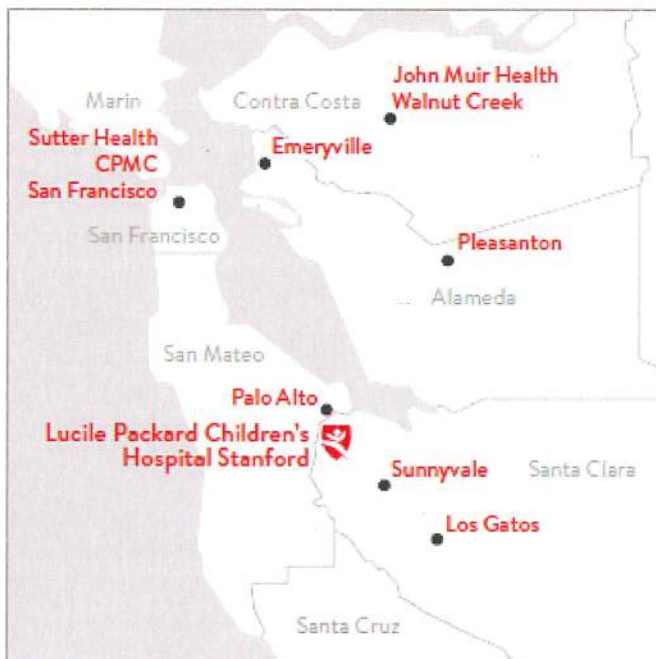 John Muir Health
Walnut Creek
Marin
Contra Costa
Sutter Health
CPMC
San Francisco
Emeryville
San Francisco
Pleasanton
Alameda
San Mateo
Palo Alto
Lucile Packard Children's
Hospital Stanford
Sunnyvale
Santa Clara
Los Gatos
Santa Cruz